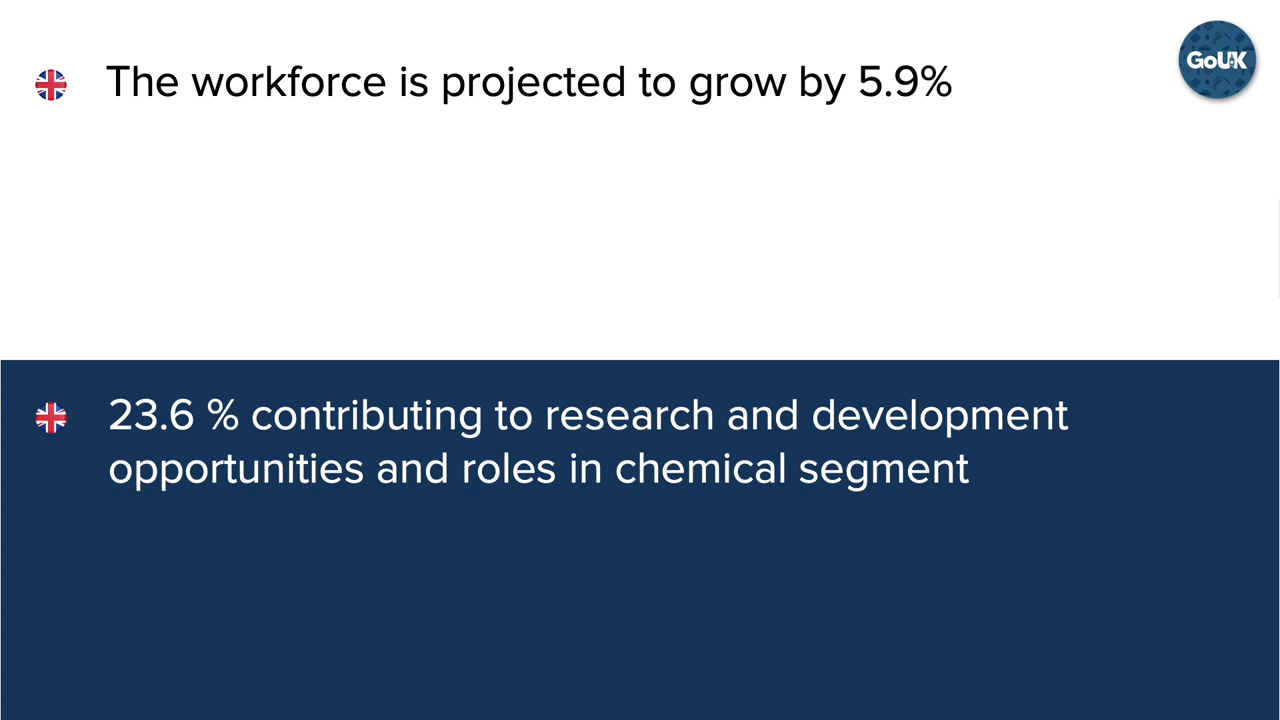 GoUK
The workforce is projected to grow by 5.9%
23.6 % contributing to research and development
opportunities and roles in chemical segment